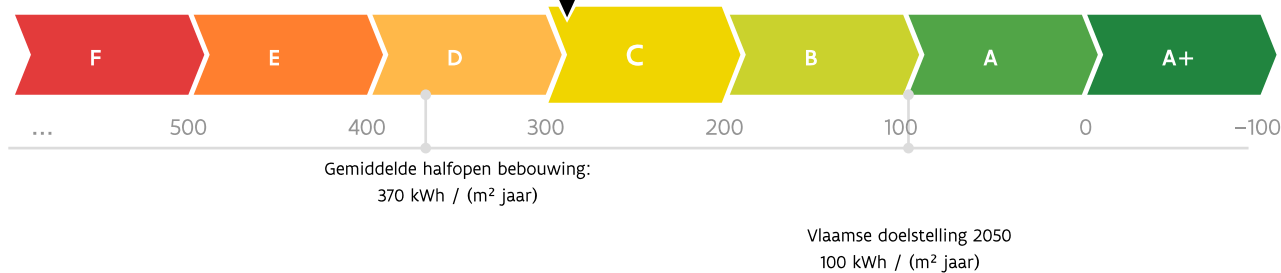 F E D C B A A+
... 500 400 300 200 100 0 −100
Gemiddelde halfopen bebouwing:
370 kWh / (m² jaar)
Vlaamse doelstelling 2050
100 kWh / (m² jaar)